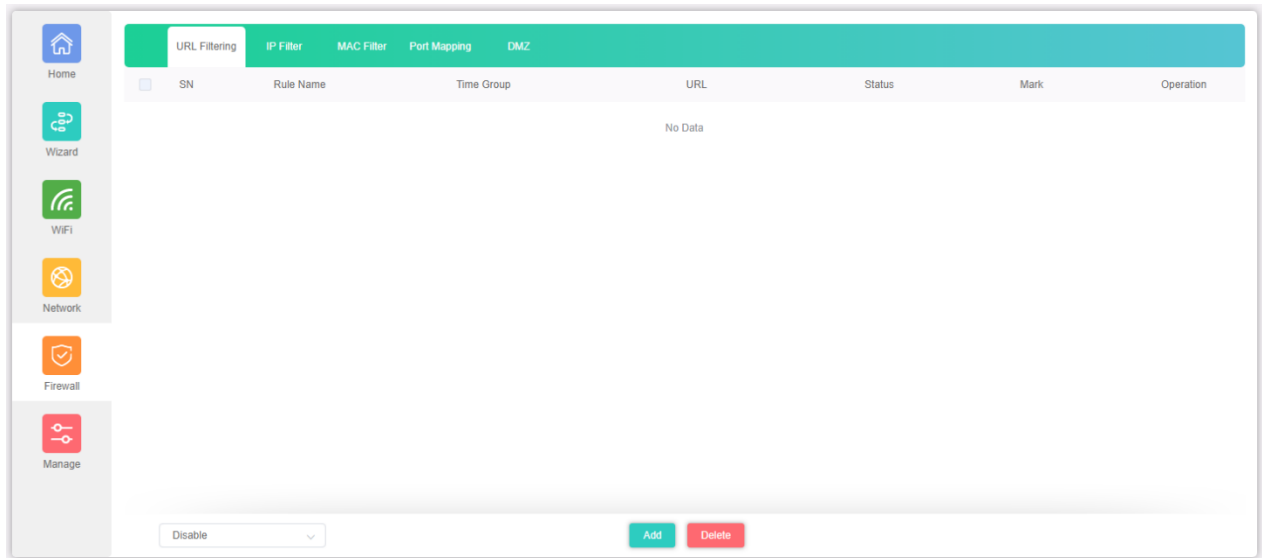 Home
Wizard
WiFi
Network
Firewall
Manage
URL Filtering IP Filter MAC Filter Port Mapping DMZ
SN Rule Name Time Group URL Status Mark Operation
No Data
Disable Add Delete